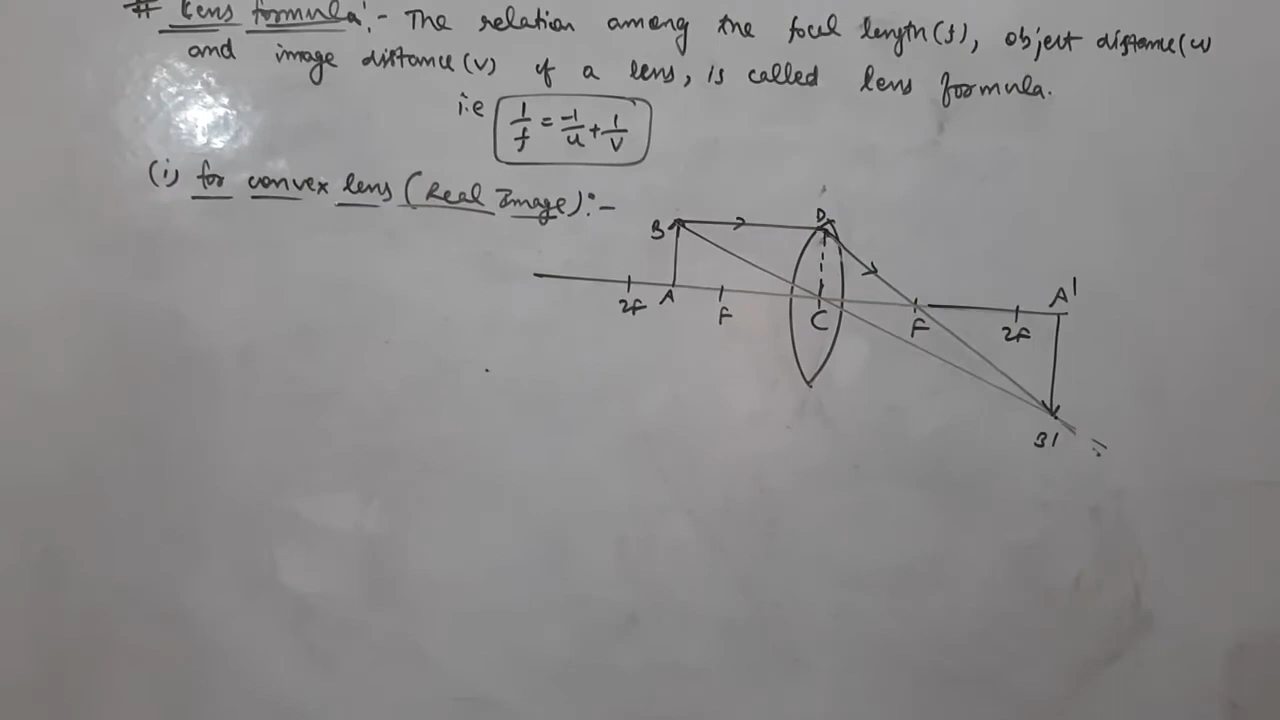 # Lens formula:- The relation among the focal length(f), object distance(u
and image distance (v) of a lens, is called lens formula.
i.e 1/f = -1/u + 1/v
(i) for convex lens (Real Image):-
B
D
2F
A
F
C
F
2F
A'
B'